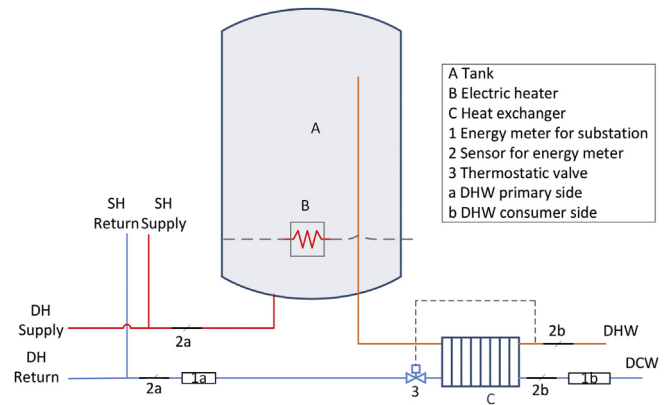 A
B
A Tank
B Electric heater
C Heat exchanger
1 Energy meter for substation
2 Sensor for energy meter
3 Thermostatic valve
a DHW primary side
b DHW consumer side
SH SH
Return Supply
DH
Supply
2a
2b
DHW
DH
Return
2a
1a
3
C
2b
1b
DCW